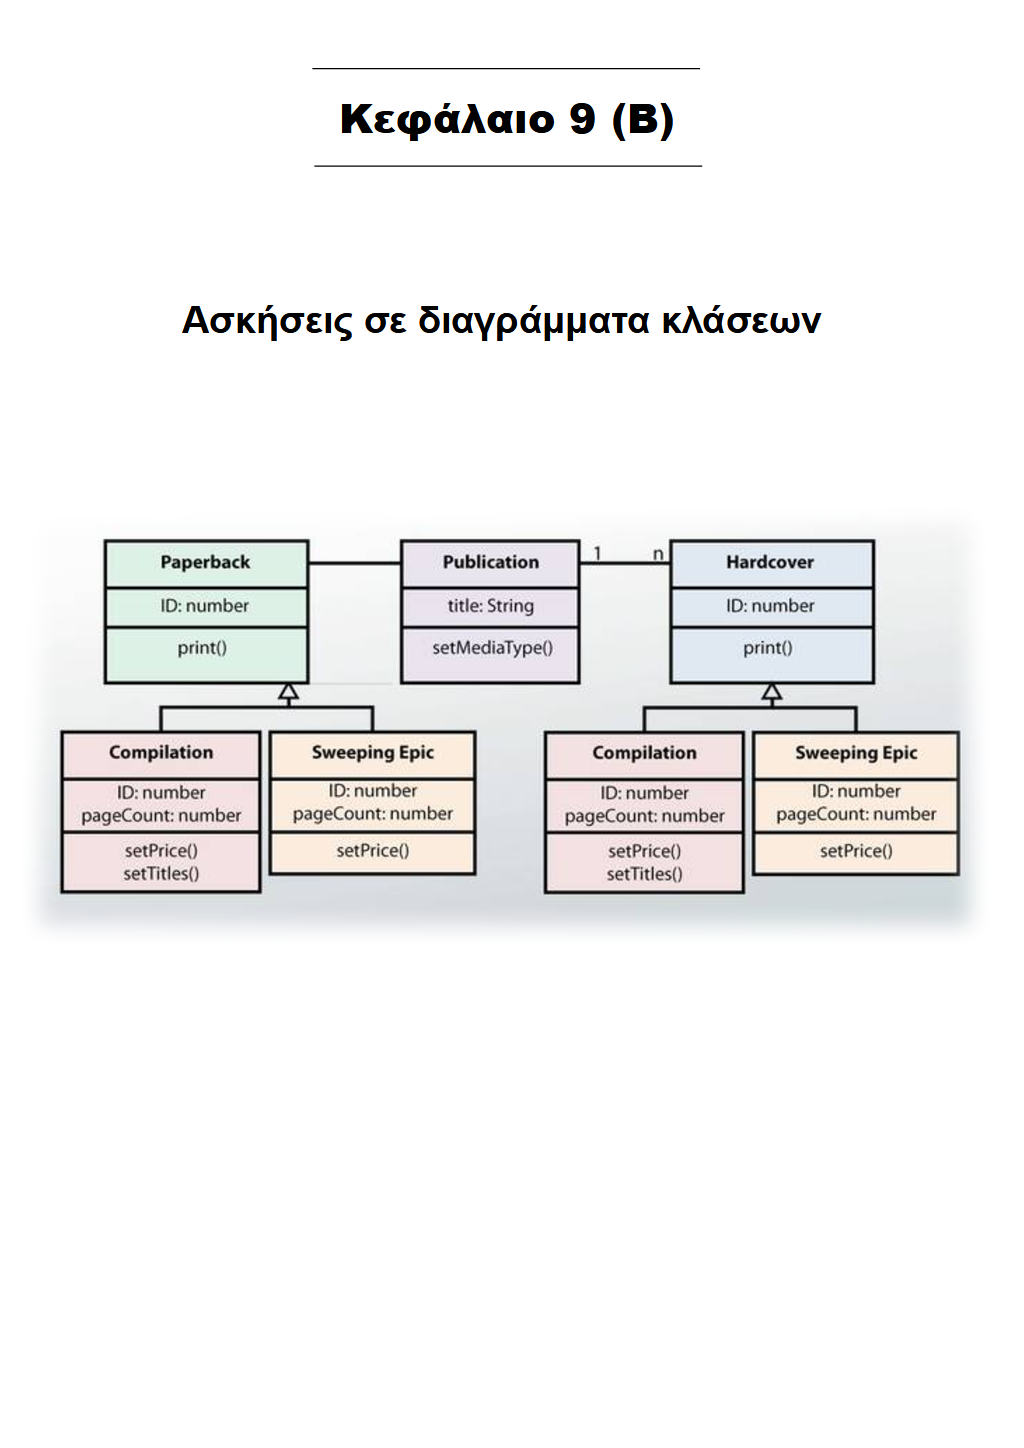 Κεφάλαιο 9 (Β)
Ασκήσεις σε διαγράμματα κλάσεων
Paperback
ID: number
print()
Publication
title: String
setMediaType()
1
n
Hardcover
ID: number
print()
Compilation
ID: number
pageCount: number
setPrice()
setTitles()
Sweeping Epic
ID: number
pageCount: number
setPrice()
Compilation
ID: number
pageCount: number
setPrice()
setTitles()
Sweeping Epic
ID: number
pageCount: number
setPrice()